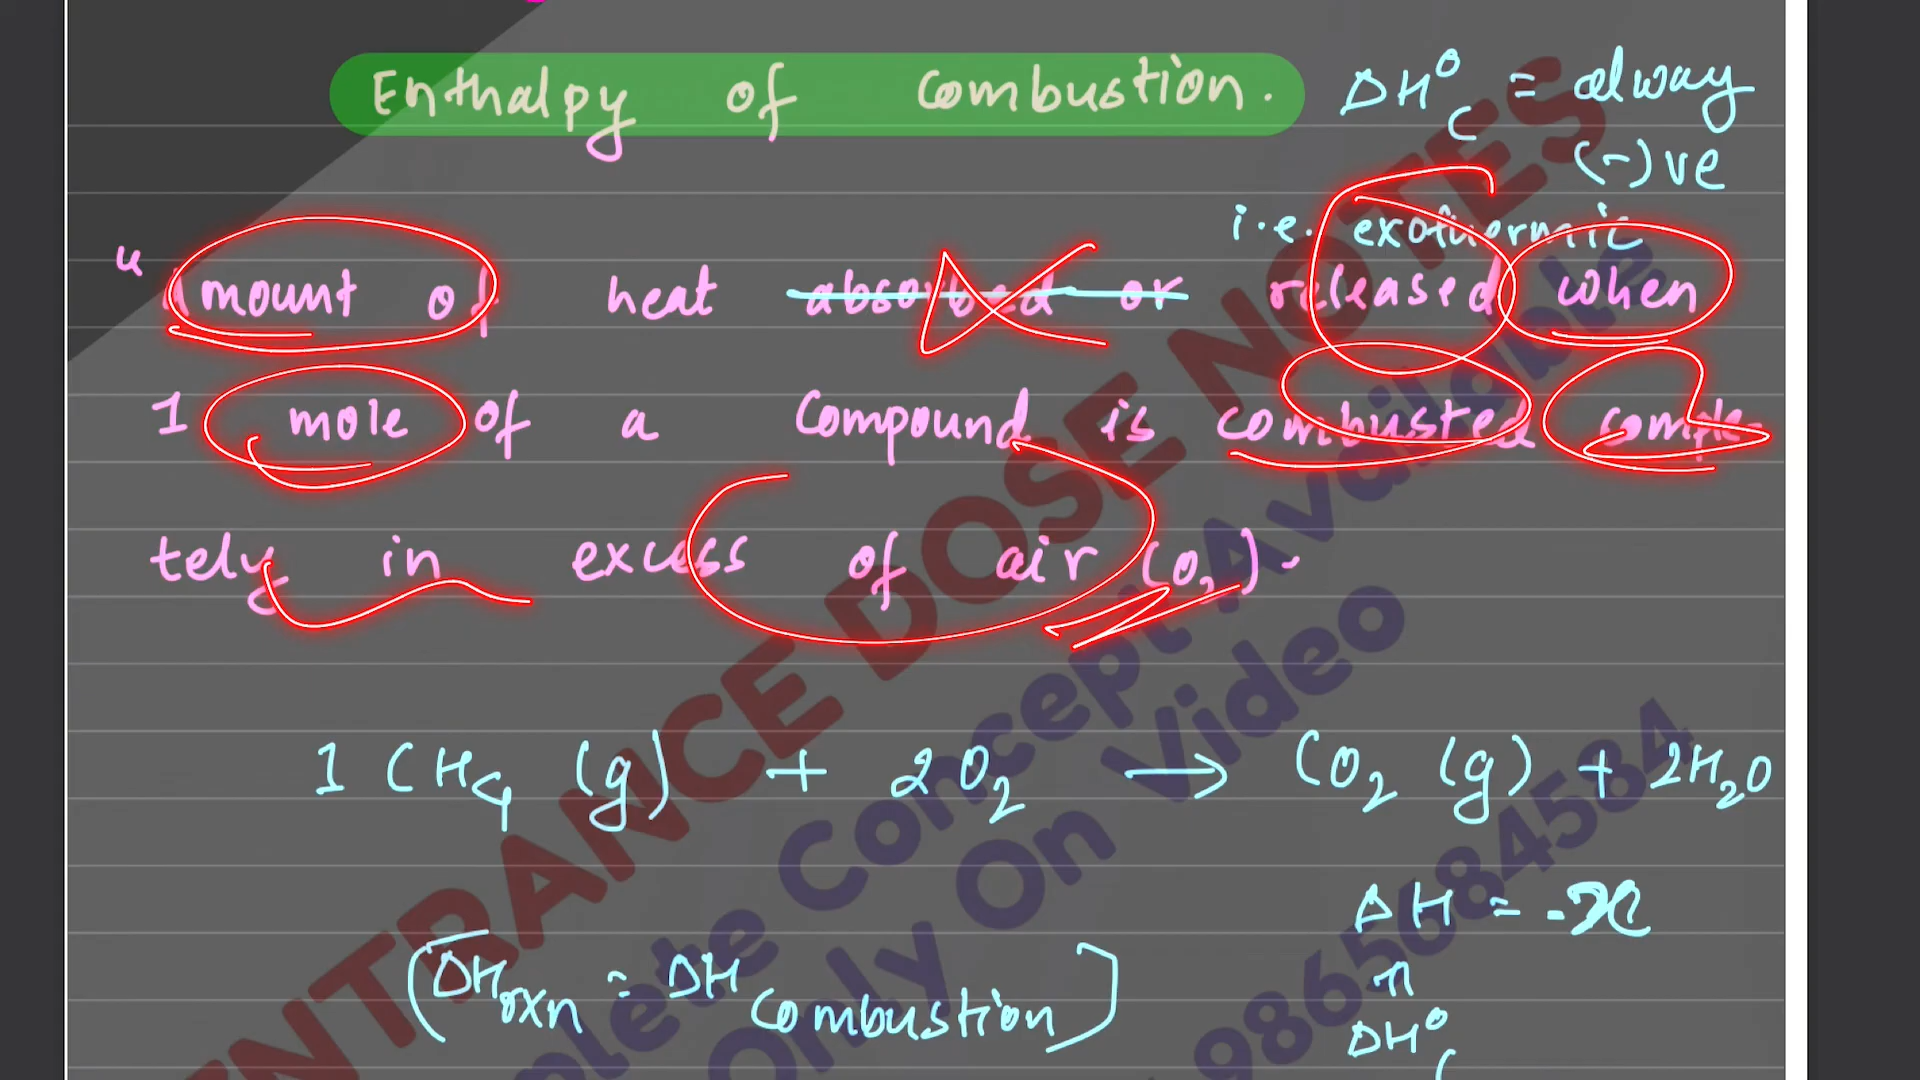 Enthalpy of Combustion.
ΔH°C = alway
(-)ve
i.e. exothermic
"Amount of heat absorbed or released when
1 mole of a Compound is combusted comple-
tely in excess of air (O2).
1 CH4 (g) + 2O2 → CO2 (g) + 2H2O
ΔH = -x
(ΔHrxn = ΔHCombustion)
ΔH°C
ENTRANCE DOSE NOTES
Complete Concept Available
Only On Video
9865684584